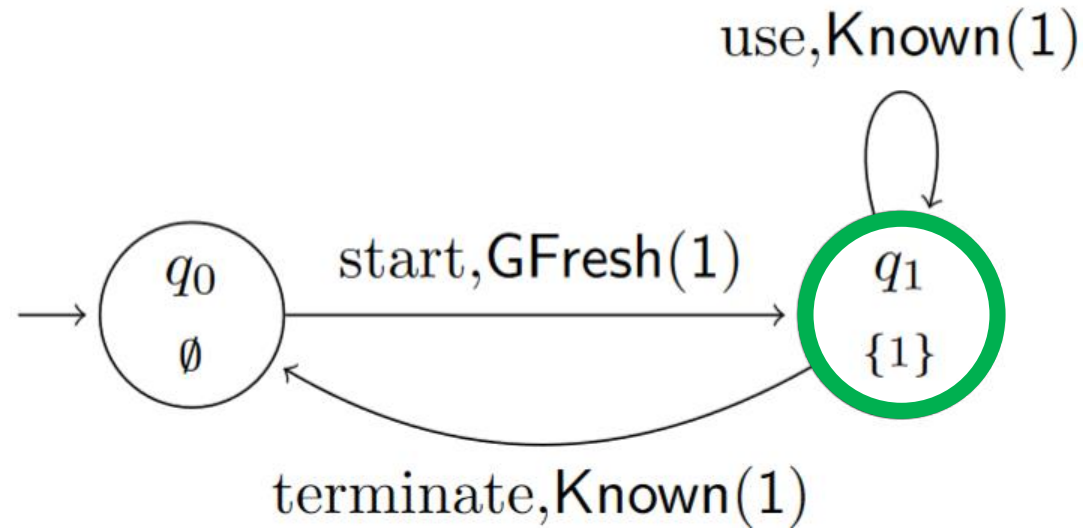 use,Known(1)
start,GFresh(1)
q₀
∅
q₁
{1}
terminate,Known(1)